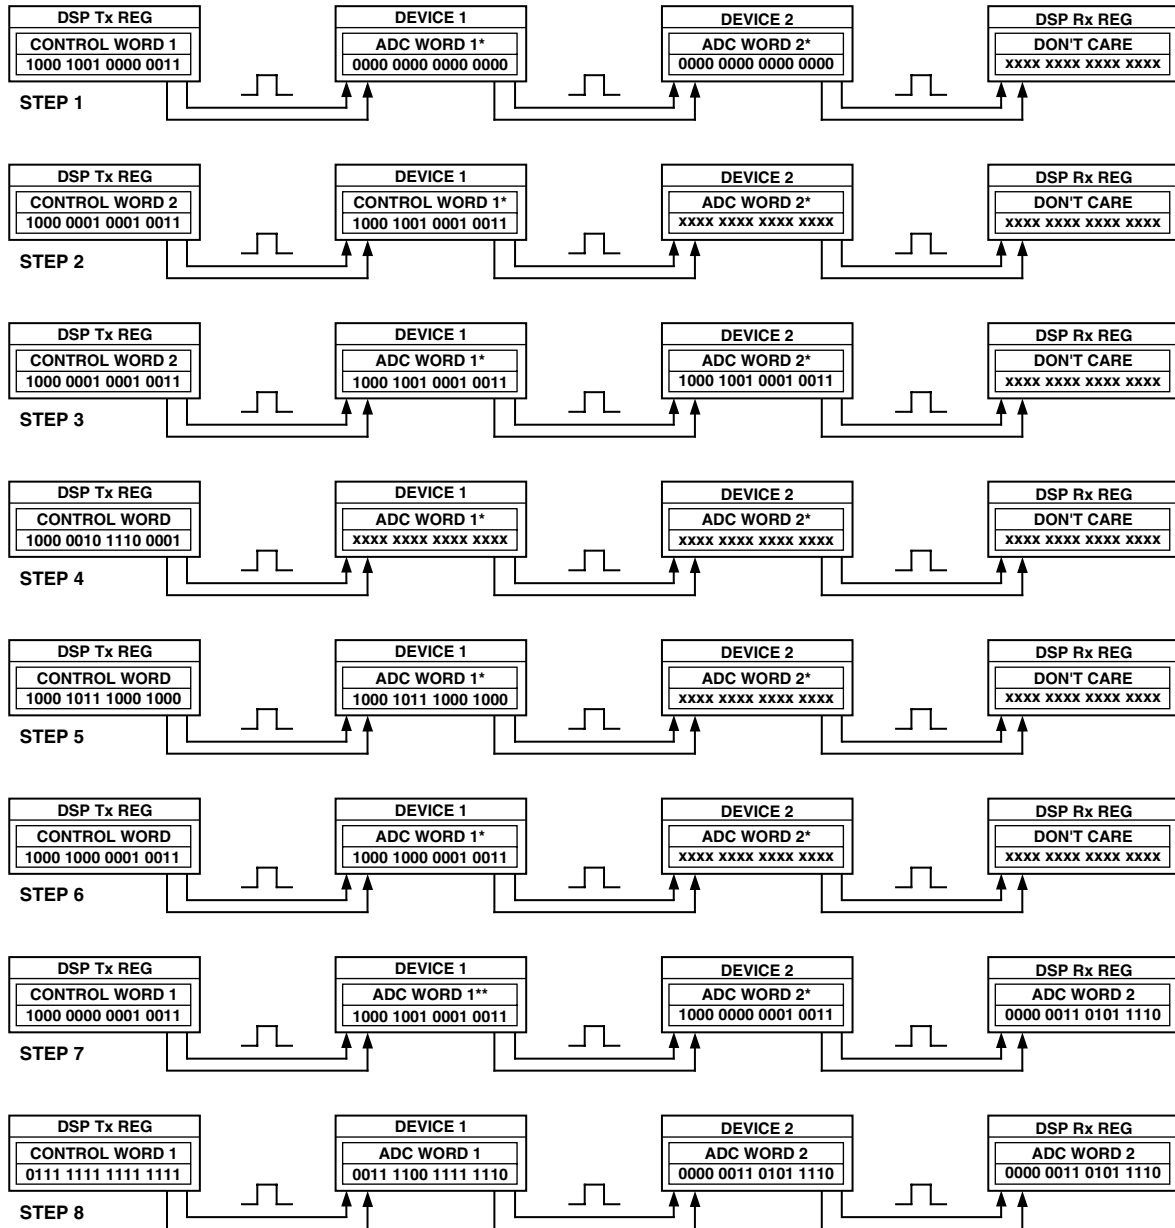 DSP Tx REG DEVICE 1 DEVICE 2 DSP Rx REG
CONTROL WORD 1 ADC WORD 1* ADC WORD 2* DON'T CARE
1000 1001 0000 0011 0000 0000 0000 0000 0000 0000 0000 0000 xxxx xxxx xxxx xxxx
STEP 1
DSP Tx REG DEVICE 1 DEVICE 2 DSP Rx REG
CONTROL WORD 2 CONTROL WORD 1* ADC WORD 2* DON'T CARE
1000 0001 0001 0011 1000 1001 0001 0011 xxxx xxxx xxxx xxxx xxxx xxxx xxxx xxxx
STEP 2
DSP Tx REG DEVICE 1 DEVICE 2 DSP Rx REG
CONTROL WORD 2 ADC WORD 1* ADC WORD 2* DON'T CARE
1000 0001 0001 0011 1000 1001 0001 0011 1000 1001 0001 0011 xxxx xxxx xxxx xxxx
STEP 3
DSP Tx REG DEVICE 1 DEVICE 2 DSP Rx REG
CONTROL WORD ADC WORD 1* ADC WORD 2* DON'T CARE
1000 0010 1110 0001 xxxx xxxx xxxx xxxx xxxx xxxx xxxx xxxx xxxx xxxx xxxx xxxx
STEP 4
DSP Tx REG DEVICE 1 DEVICE 2 DSP Rx REG
CONTROL WORD ADC WORD 1* ADC WORD 2* DON'T CARE
1000 1011 1000 1000 1000 1011 1000 1000 xxxx xxxx xxxx xxxx xxxx xxxx xxxx xxxx
STEP 5
DSP Tx REG DEVICE 1 DEVICE 2 DSP Rx REG
CONTROL WORD ADC WORD 1* ADC WORD 2* DON'T CARE
1000 1000 0001 0011 1000 1000 0001 0011 xxxx xxxx xxxx xxxx xxxx xxxx xxxx xxxx
STEP 6
DSP Tx REG DEVICE 1 DEVICE 2 DSP Rx REG
CONTROL WORD 1 ADC WORD 1** ADC WORD 2* ADC WORD 2
1000 0000 0001 0011 1000 1001 0001 0011 1000 0000 0001 0011 0000 0011 0101 1110
STEP 7
DSP Tx REG DEVICE 1 DEVICE 2 DSP Rx REG
CONTROL WORD 1 ADC WORD 1 ADC WORD 2 ADC WORD 2
0111 1111 1111 1111 0011 1100 1111 1110 0000 0011 0101 1110 0000 0011 0101 1110
STEP 8